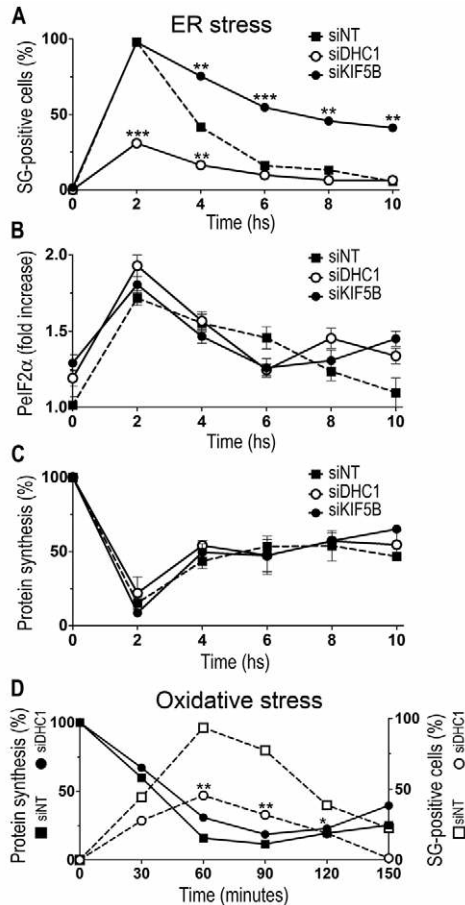 A ER stress
siNT
siDHC1
siKIF5B
SG-positive cells (%)
100
50
0
*** ** ** *** ** **
0 2 4 6 8 10
Time (hs)
B
siNT
siDHC1
siKIF5B
PeIF2α (fold increase)
2.0
1.5
1.0
0 2 4 6 8 10
Time (hs)
C
siNT
siDHC1
siKIF5B
Protein synthesis (%)
100
50
0
0 2 4 6 8 10
Time (hs)
D Oxidative stress
Protein synthesis (%)
siNT siDHC1
100
50
0
** ** *
100
50
0
SG-positive cells (%)
siNT siDHC1
0 30 60 90 120 150
Time (minutes)